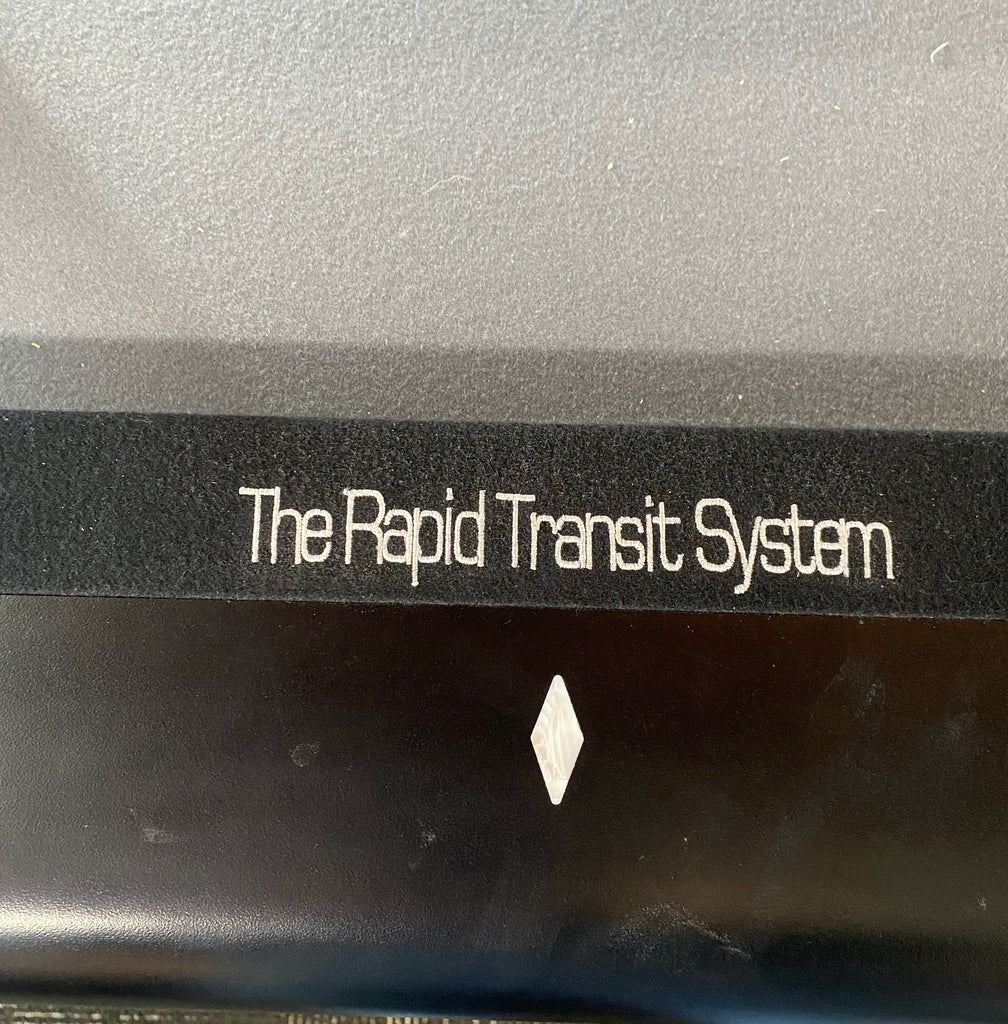 The Rapid Transit System